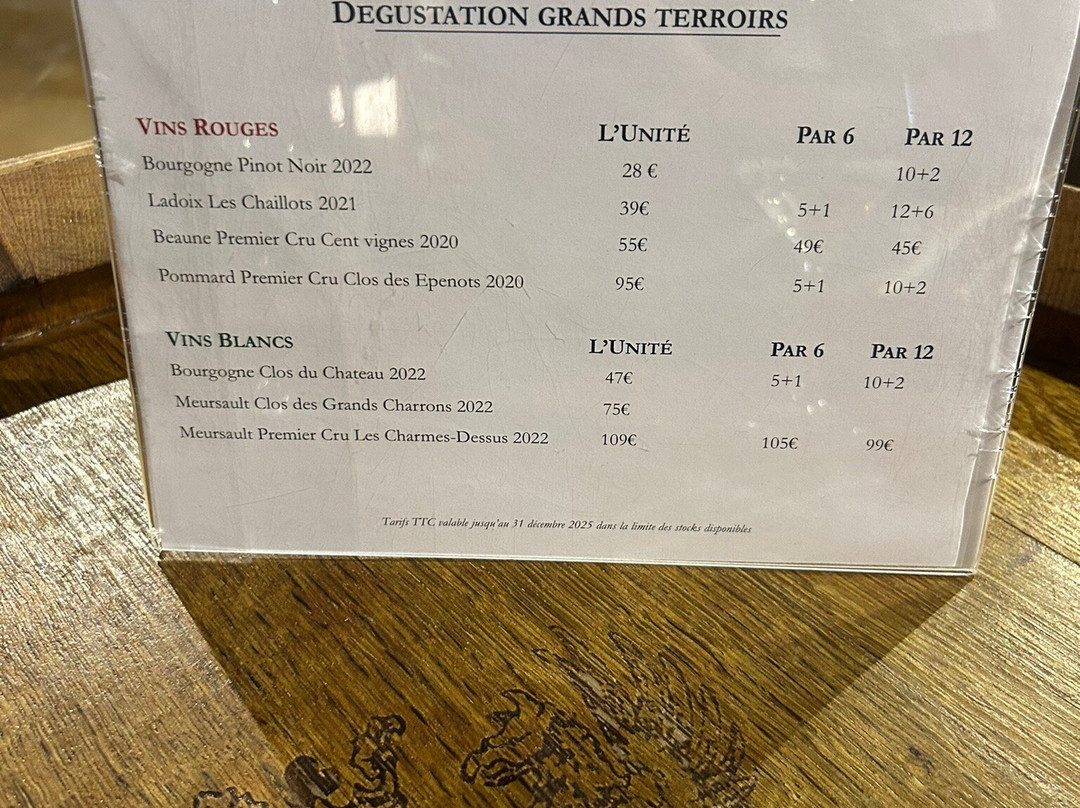 DEGUSTATION GRANDS TERROIRS
VINS ROUGES L'UNITÉ PAR 6 PAR 12
Bourgogne Pinot Noir 2022 28 € 10+2
Ladoix Les Chaillots 2021 39€ 5+1 12+6
Beaune Premier Cru Cent vignes 2020 55€ 49€ 45€
Pommard Premier Cru Clos des Epenots 2020 95€ 5+1 10+2
VINS BLANCS L'UNITÉ PAR 6 PAR 12
Bourgogne Clos du Chateau 2022 47€ 5+1 10+2
Meursault Clos des Grands Charrons 2022 75€
Meursault Premier Cru Les Charmes-Dessus 2022 109€ 105€ 99€
Tarifs TTC valable jusqu'au 31 décembre 2025 dans la limite des stocks disponibles